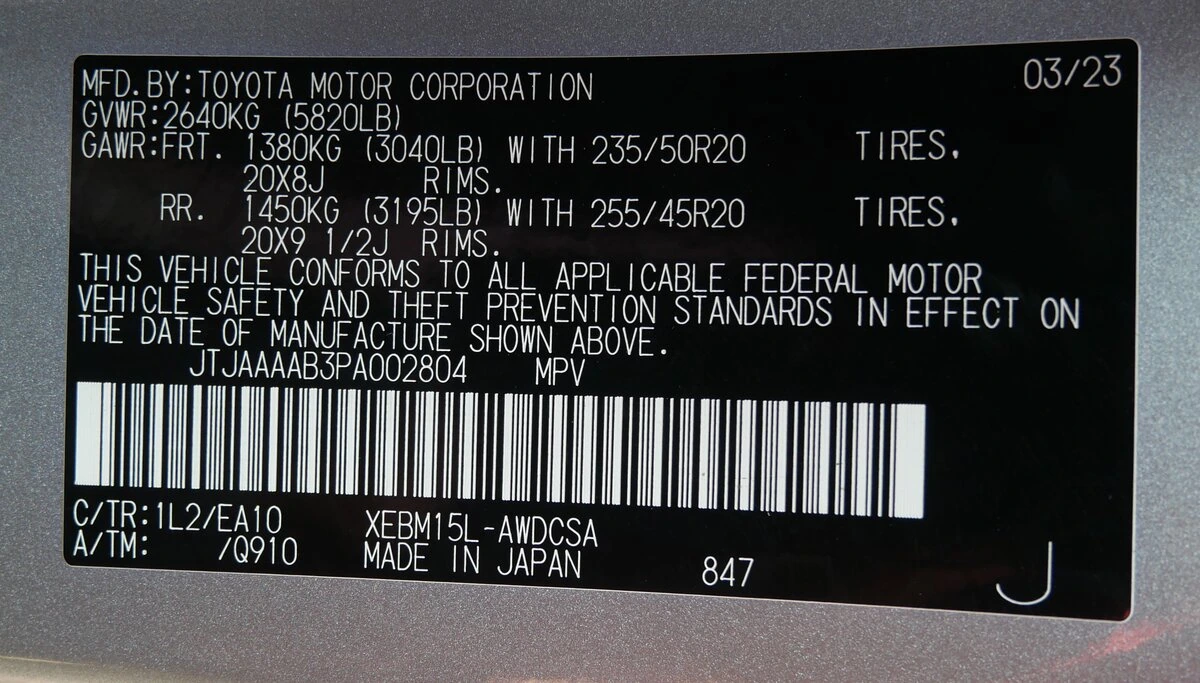 MFD.BY:TOYOTA MOTOR CORPORATION 03/23
GVWR:2640KG (5820LB)
GAWR:FRT. 1380KG (3040LB) WITH 235/50R20 TIRES.
20X8J RIMS.
RR. 1450KG (3195LB) WITH 255/45R20 TIRES.
20X9 1/2J RIMS.
THIS VEHICLE CONFORMS TO ALL APPLICABLE FEDERAL MOTOR
VEHICLE SAFETY AND THEFT PREVENTION STANDARDS IN EFFECT ON
THE DATE OF MANUFACTURE SHOWN ABOVE.
JTJAAAAB3PA002804 MPV
C/TR:1L2/EA10 XEBM15L-AWDCSA
A/TM: /Q910 MADE IN JAPAN 847 J